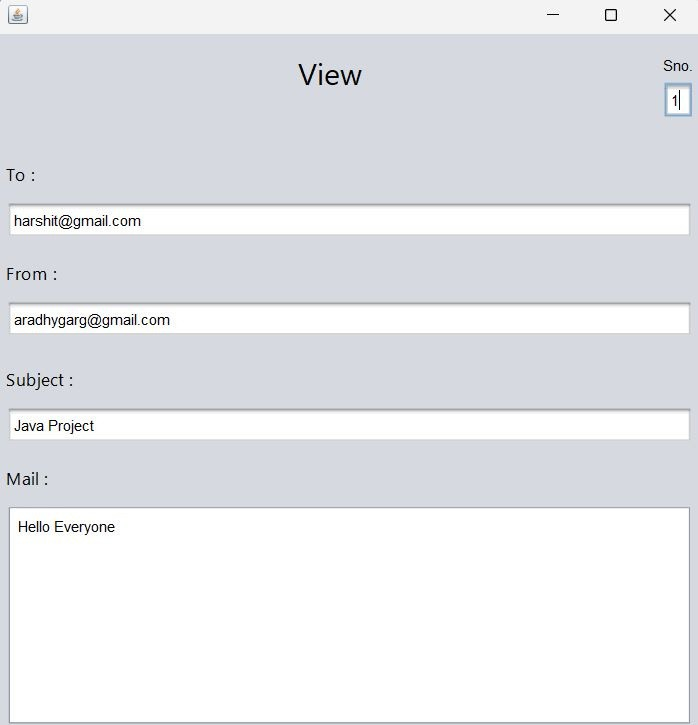 View
Sno.
1
To :
harshit@gmail.com
From :
aradhygarg@gmail.com
Subject :
Java Project
Mail :
Hello Everyone